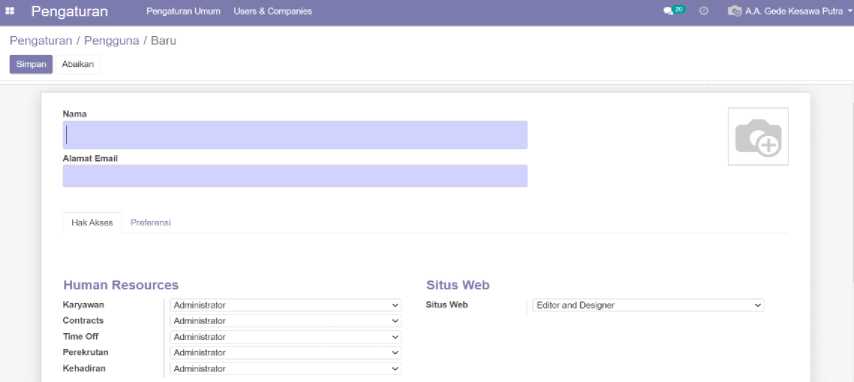 Pengaturan Pengaturan Umum Users & Companies 20 A.A. Gede Kesawa Putra
Pengaturan / Pengguna / Baru
Simpan Abaikan
Nama
Alamat Email
Hak Akses Preferensi
Human Resources Situs Web
Karyawan Administrator Situs Web Editor and Designer
Contracts Administrator
Time Off Administrator
Perekrutan Administrator
Kehadiran Administrator